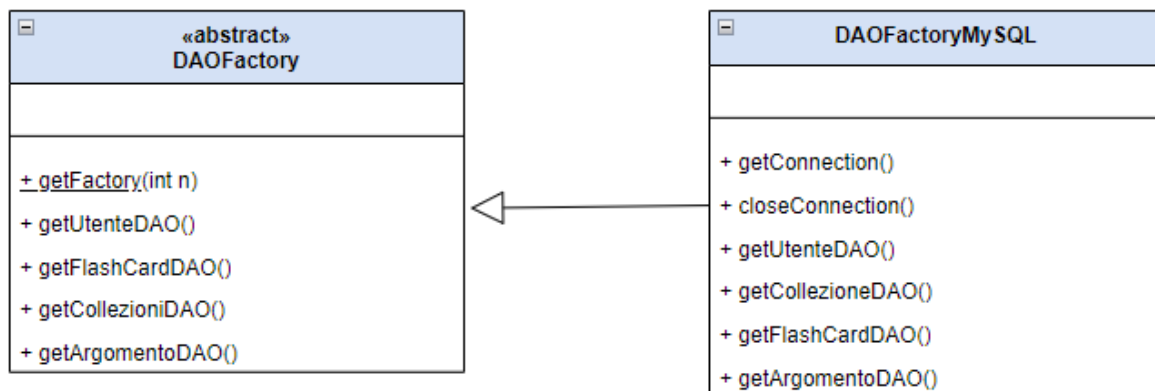 «abstract»
DAOFactory
+ getFactory(int n)
+ getUtenteDAO()
+ getFlashCardDAO()
+ getCollezioniDAO()
+ getArgomentoDAO()
DAOFactoryMySQL
+ getConnection()
+ closeConnection()
+ getUtenteDAO()
+ getCollezioneDAO()
+ getFlashCardDAO()
+ getArgomentoDAO()